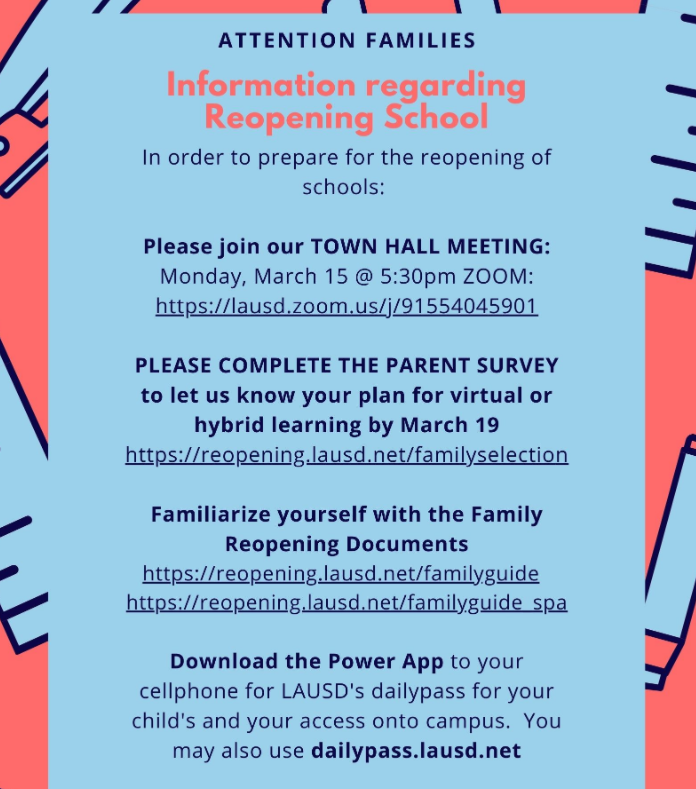 ATTENTION FAMILIES
Information regarding
Reopening School
In order to prepare for the reopening of
schools:
Please join our TOWN HALL MEETING:
Monday, March 15 @ 5:30pm ZOOM:
https://lausd.zoom.us/j/91554045901
PLEASE COMPLETE THE PARENT SURVEY
to let us know your plan for virtual or
hybrid learning by March 19
https://reopening.lausd.net/familyselection
Familiarize yourself with the Family
Reopening Documents
https://reopening.lausd.net/familyguide
https://reopening.lausd.net/familyguide_spa
Download the Power App to your
cellphone for LAUSD's dailypass for your
child's and your access onto campus. You
may also use dailypass.lausd.net